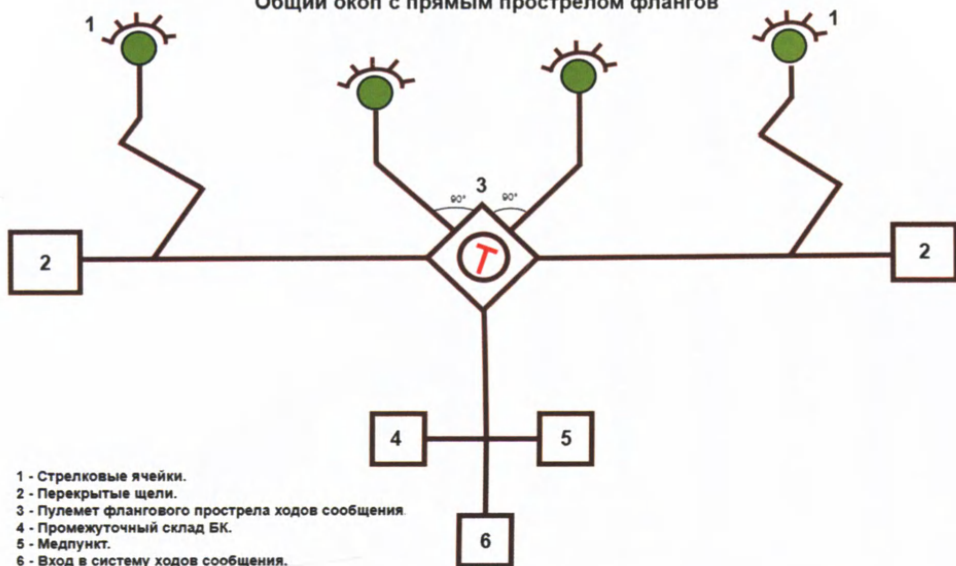 Общий окоп с прямым прострелом флангов
1
1
3
90°
90°
Т
2
2
4
5
6
1 - Стрелковые ячейки.
2 - Перекрытые щели.
3 - Пулемет флангового прострела ходов сообщения.
4 - Промежуточный склад БК.
5 - Медпункт.
6 - Вход в систему ходов сообщения.